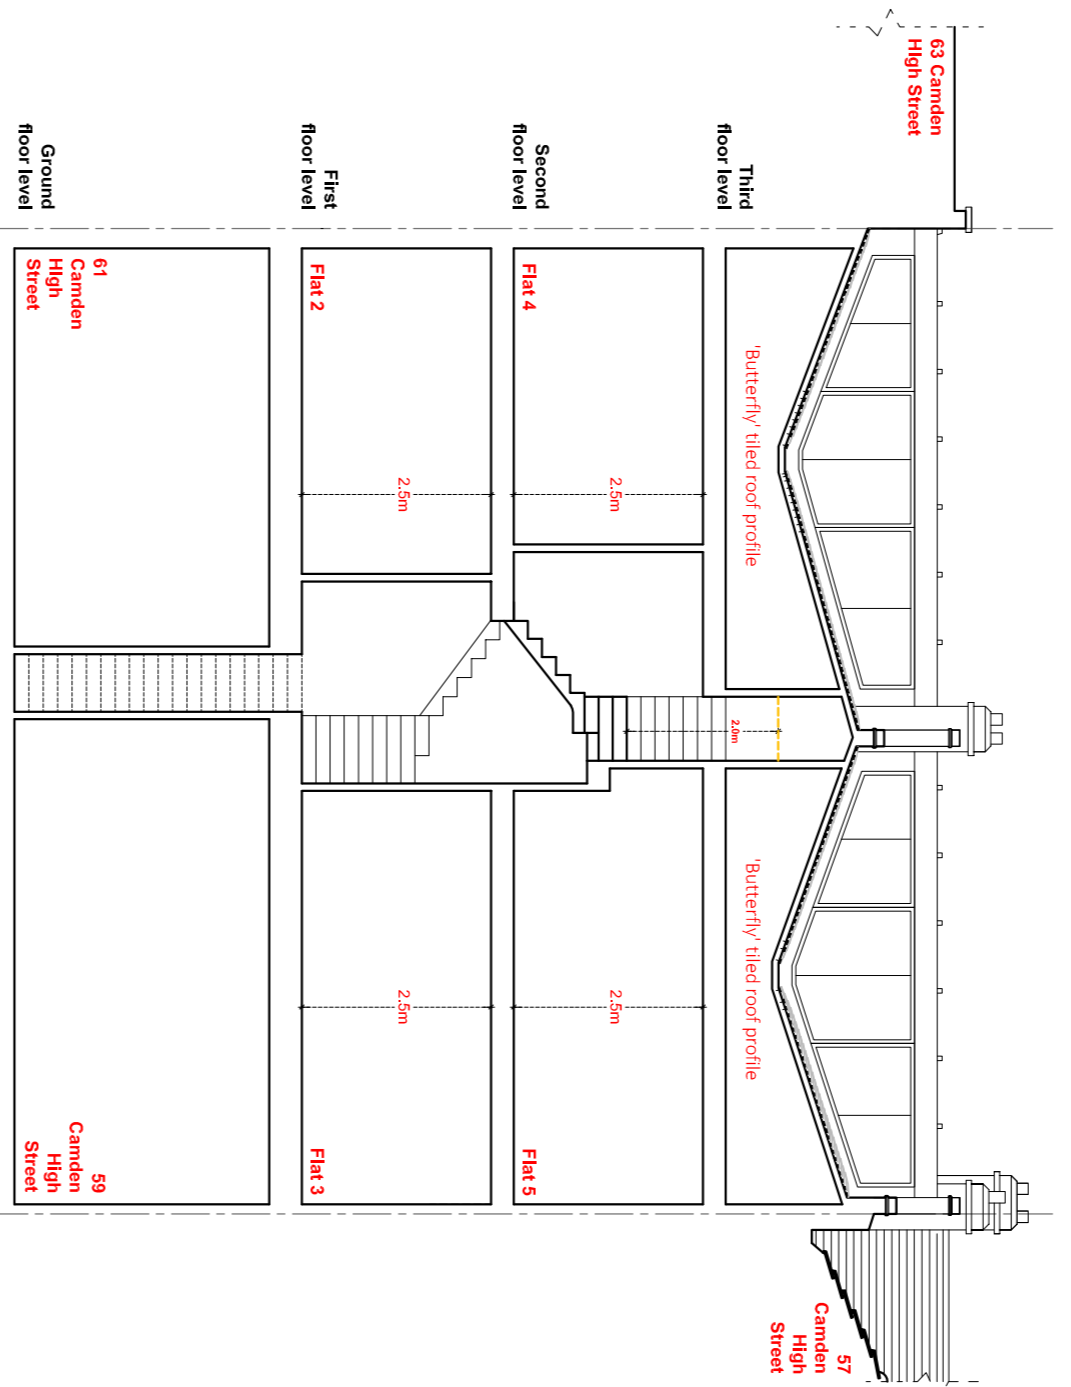 63 Camden
HIgh Street
Third
floor level
Second
floor level
First
floor level
Ground
floor level
'Butterfly' tiled roof profile
'Butterfly' tiled roof profile
Flat 4
2.5m
2.0m
2.5m
Flat 5
Flat 2
2.5m
2.5m
Flat 3
61
Camden
HIgh
Street
59
Camden
High
Street
57
Camden
High
Street